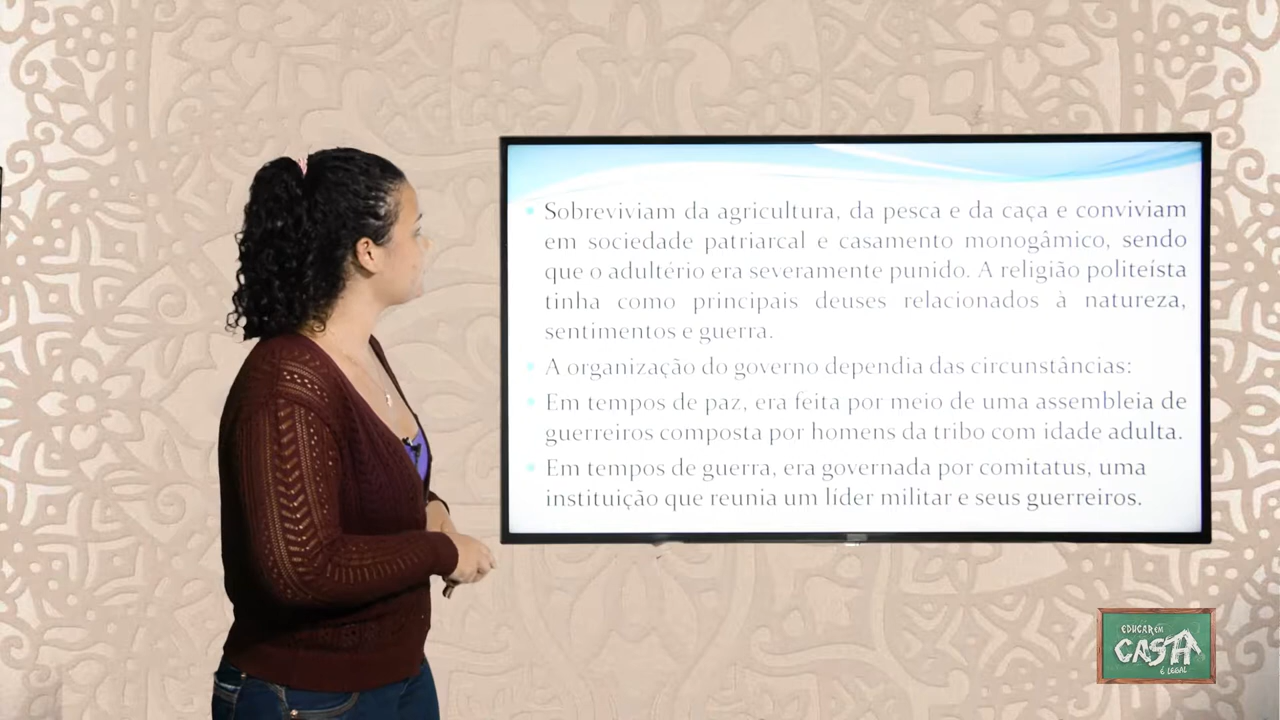 Sobreviviam da agricultura, da pesca e da caça e conviviam
em sociedade patriarcal e casamento monogâmico, sendo
que o adultério era severamente punido. A religião politeísta
tinha como principais deuses relacionados à natureza,
sentimentos e guerra.
A organização do governo dependia das circunstâncias:
Em tempos de paz, era feita por meio de uma assembleia de
guerreiros composta por homens da tribo com idade adulta.
Em tempos de guerra, era governada por comitatus, uma
instituição que reunia um líder militar e seus guerreiros.
EDUCAR EM
CASA
É LEGAL